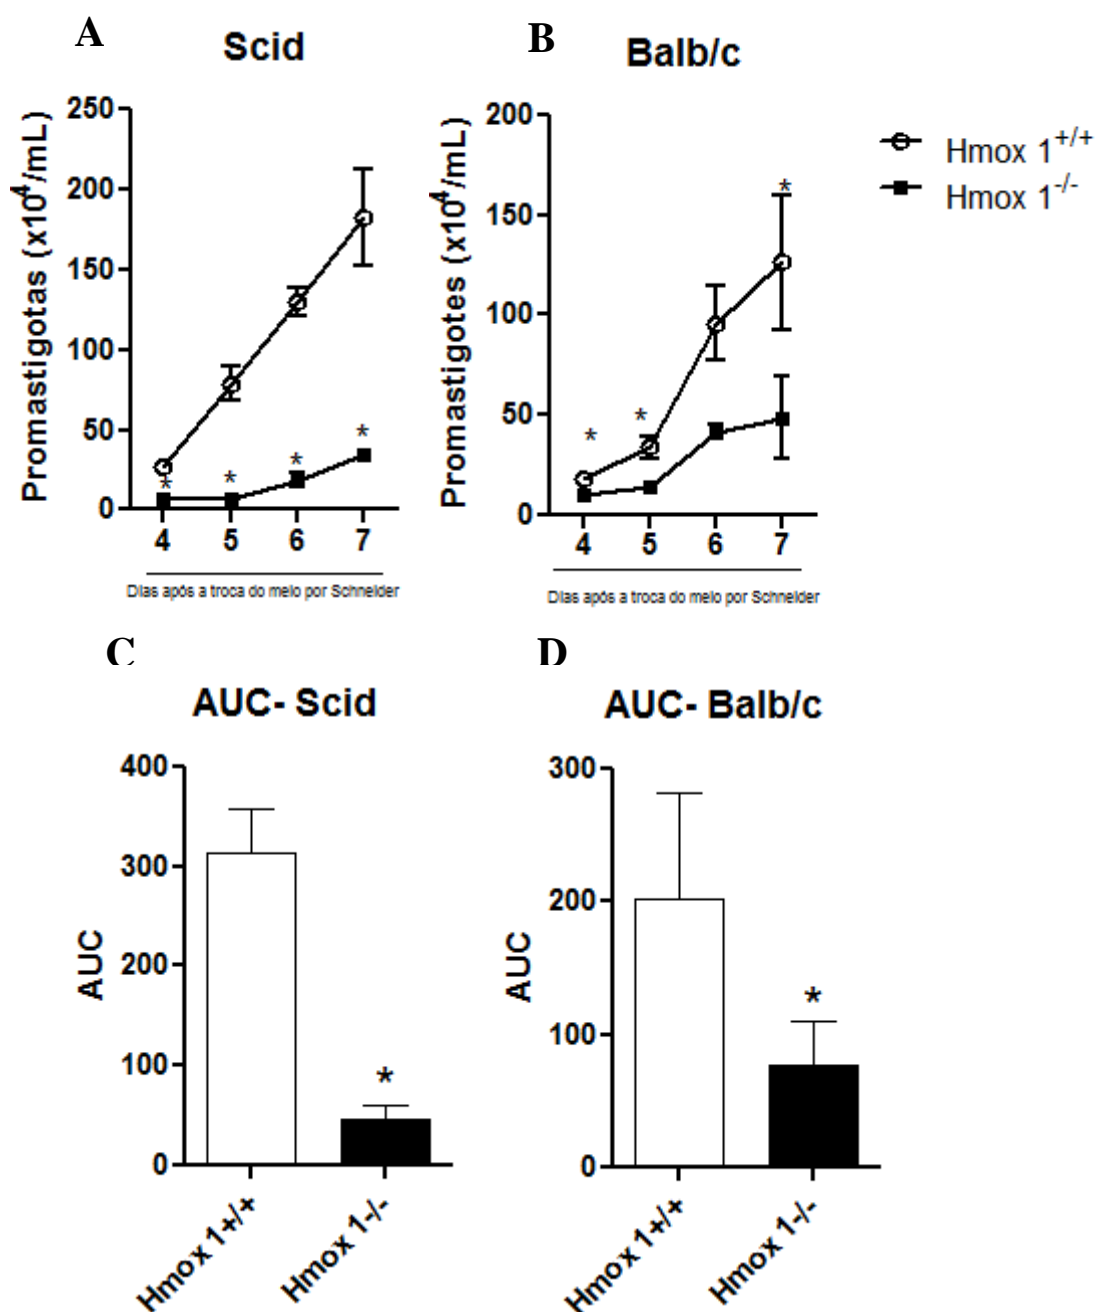 A
Scid
Promastigotas (x10⁴/mL)
250
200
150
100
50
0
*
*
*
*
4 5 6 7
Dias após a troca do meio por Schneider
B
Balb/c
Promastigotes (x10⁴/mL)
200
150
100
50
0
*
*
*
4 5 6 7
Dias após a troca do meio por Schneider
Hmox 1⁺/⁺
Hmox 1⁻/⁻
C
AUC- Scid
AUC
400
300
200
100
0
*
Hmox 1+/+
Hmox 1-/-
D
AUC- Balb/c
AUC
300
200
100
0
*
Hmox 1+/+
Hmox 1-/-